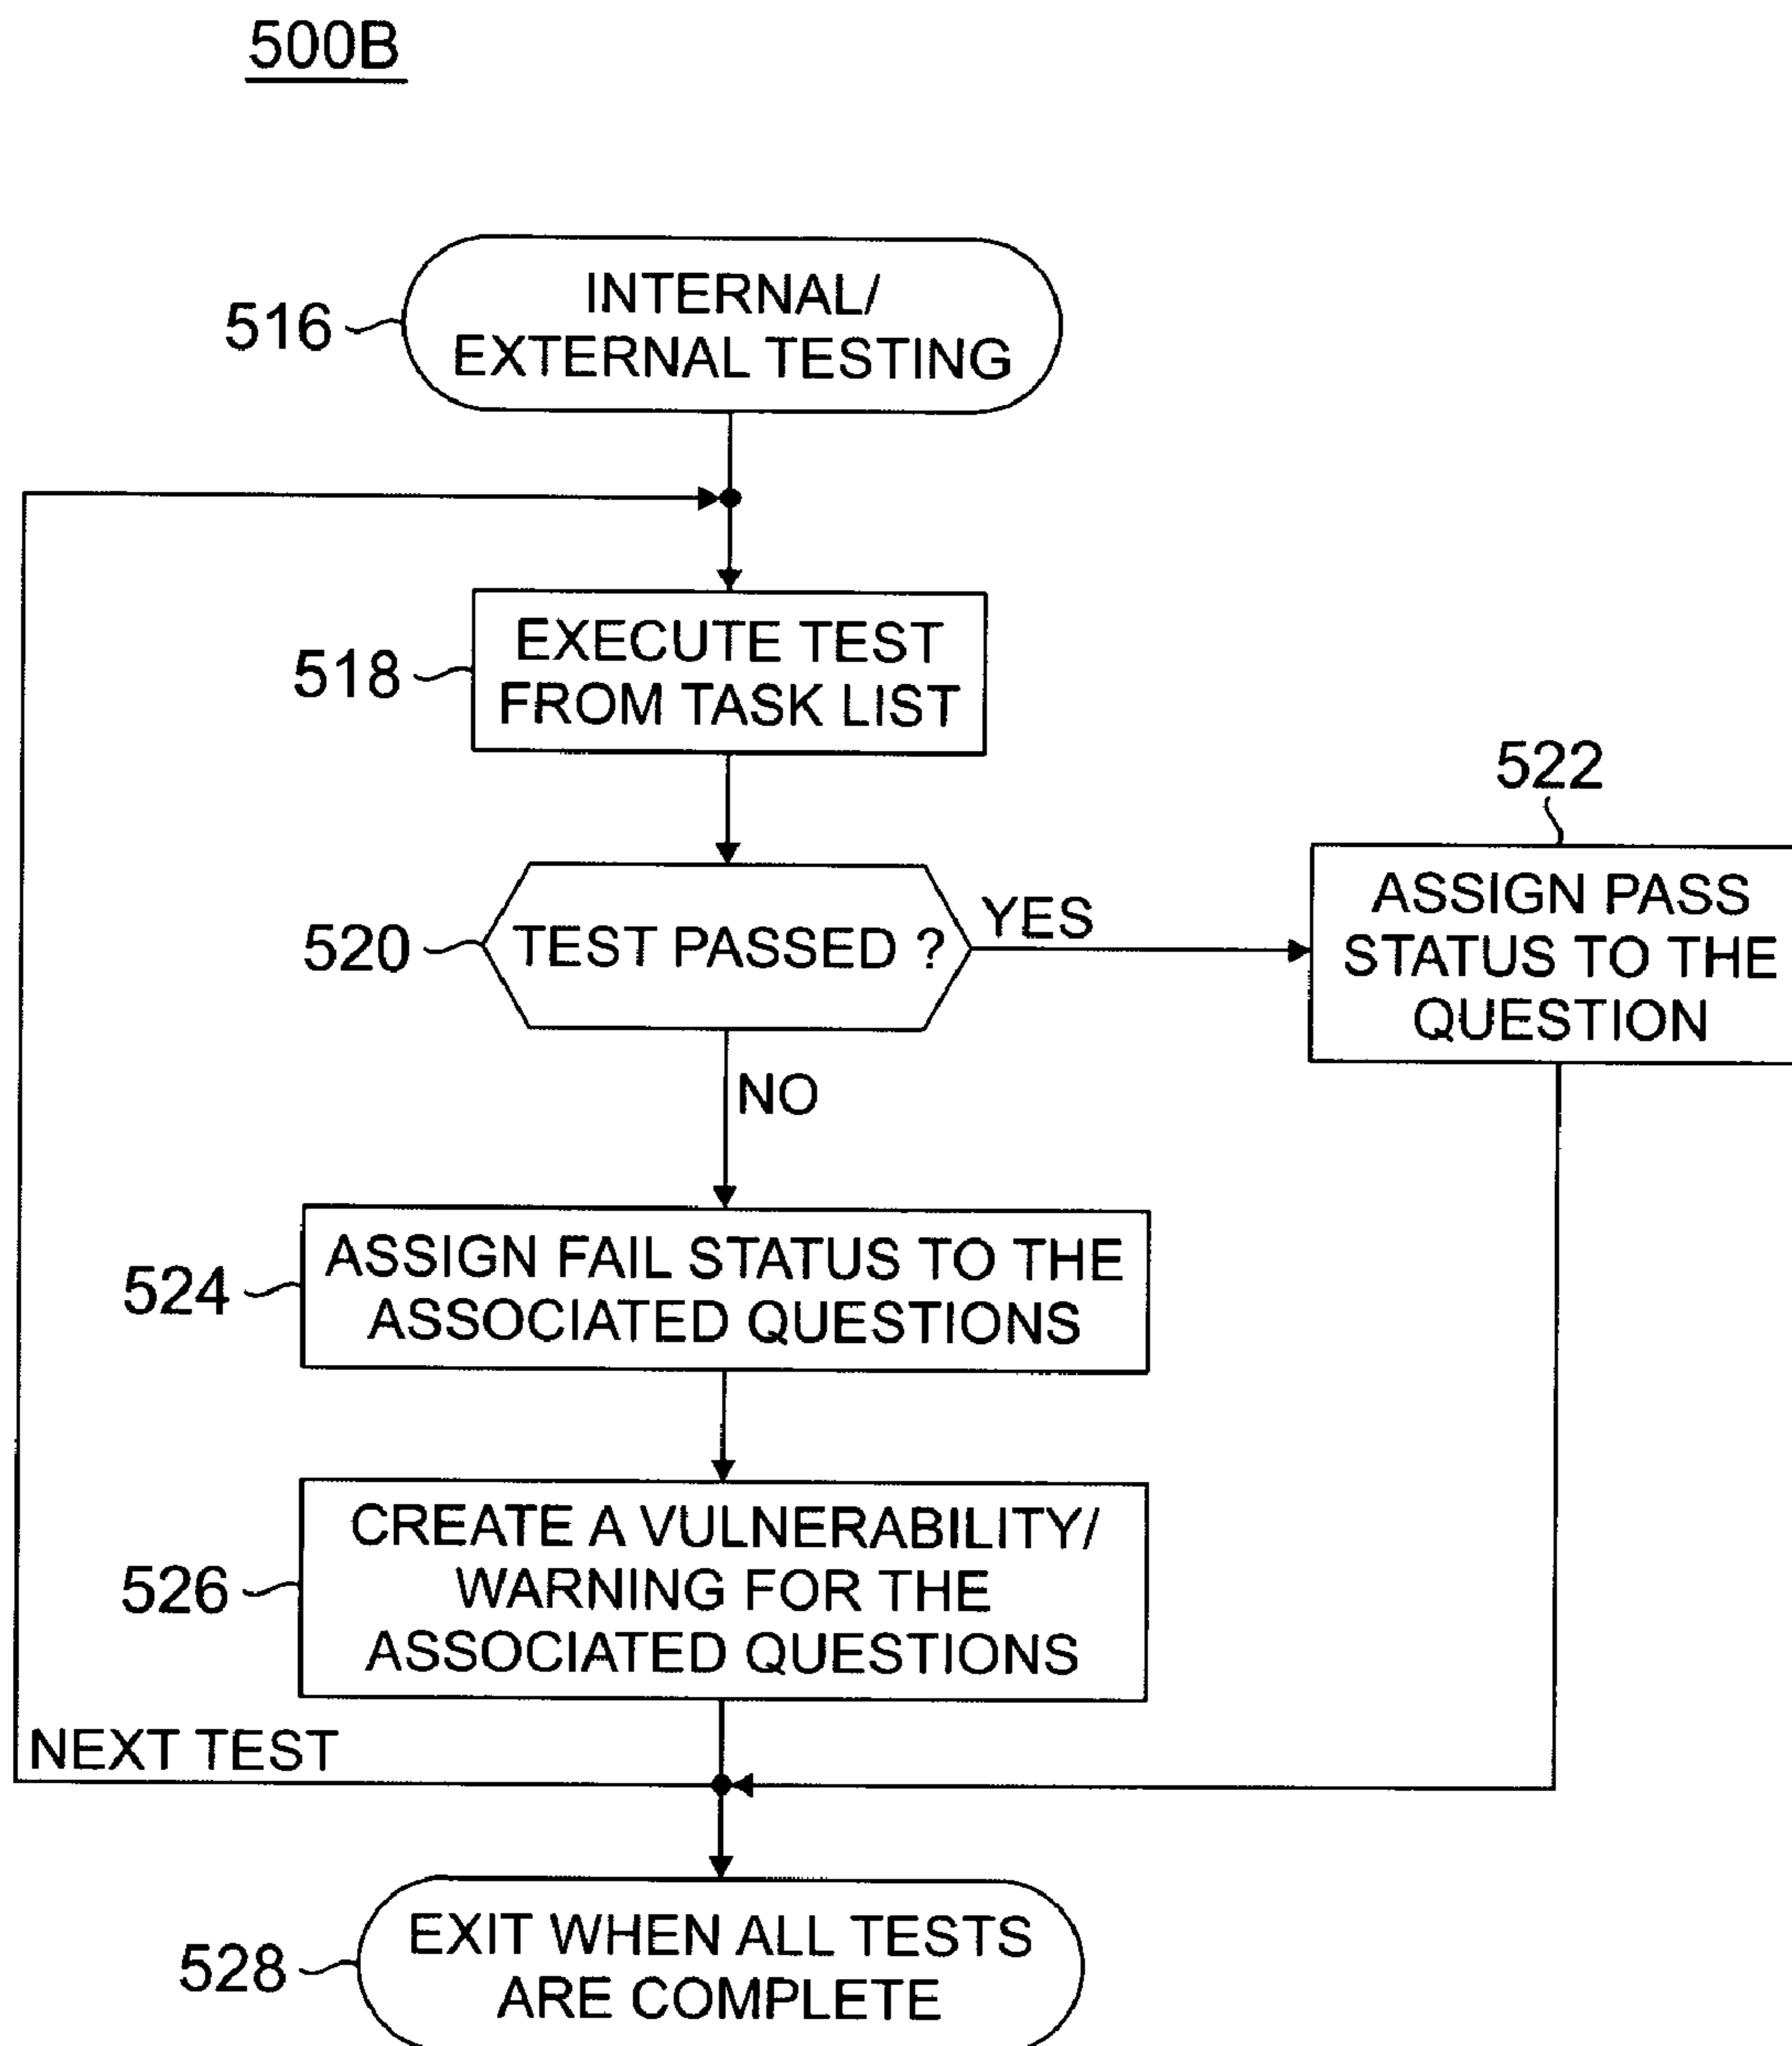 500B
516
INTERNAL/
EXTERNAL TESTING
518
EXECUTE TEST
FROM TASK LIST
520
TEST PASSED ?
YES
522
ASSIGN PASS
STATUS TO THE
QUESTION
NO
524
ASSIGN FAIL STATUS TO THE
ASSOCIATED QUESTIONS
526
CREATE A VULNERABILITY/
WARNING FOR THE
ASSOCIATED QUESTIONS
NEXT TEST
528
EXIT WHEN ALL TESTS
ARE COMPLETE